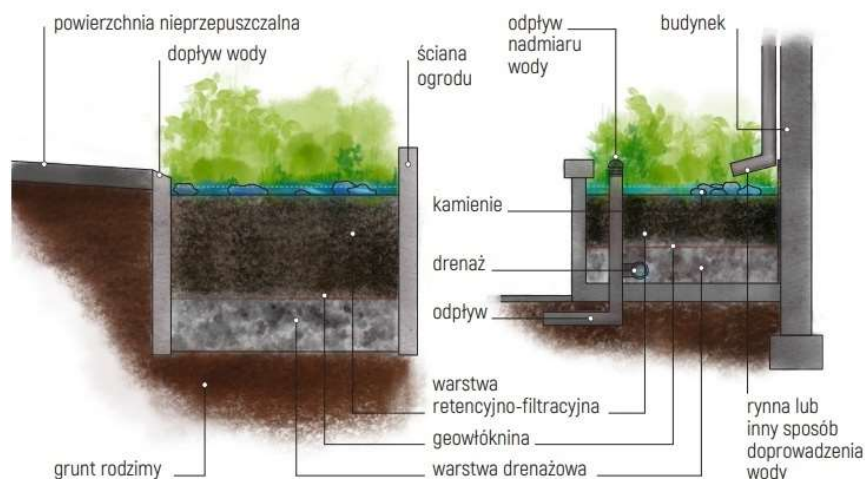 powierzchnia nieprzepuszczalna
dopływ wody
ściana
ogrodu
odpływ
nadmiaru
wody
budynek
kamienie
drenaż
odpływ
warstwa
retencyjno-filtracyjna
geowłóknina
warstwa drenażowa
grunt rodzimy
rynna lub
inny sposób
doprowadzenia
wody